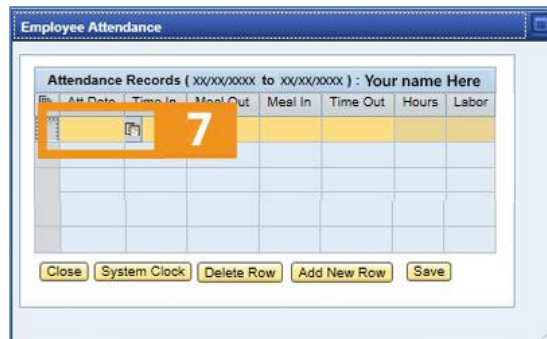 Employee Attendance
Attendance Records ( xx/xx/xxxx to xx/xx/xxxx ) : Your name Here
Att Date Time In Meal Out Meal In Time Out Hours Labor
7
Close System Clock Delete Row Add New Row Save